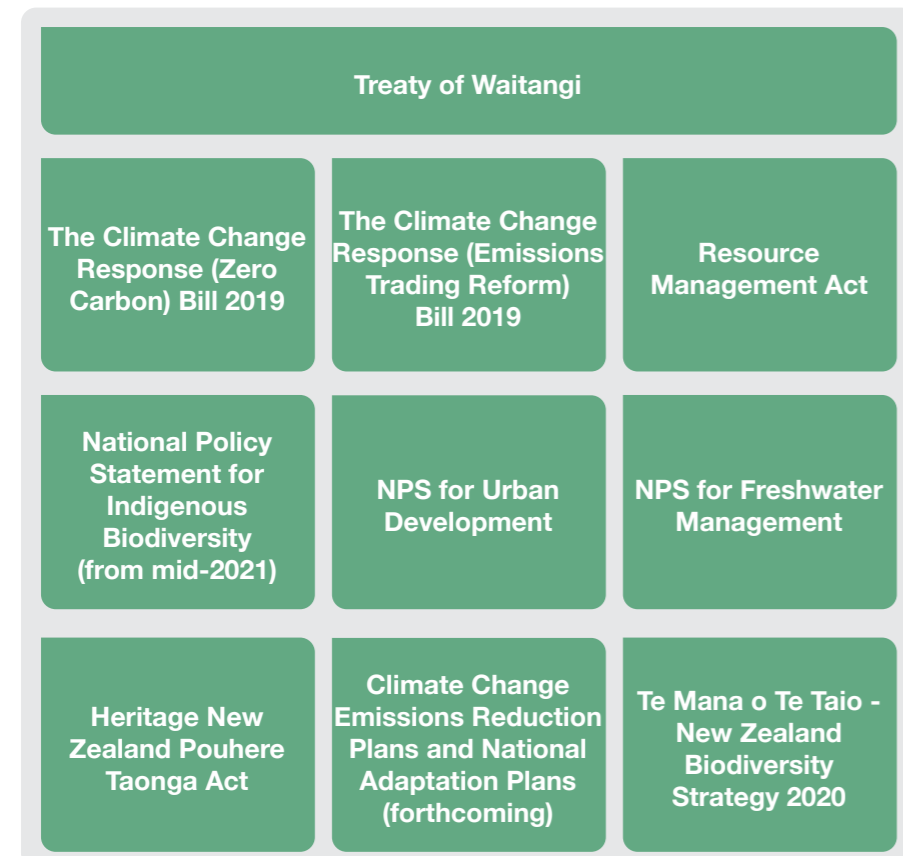 Treaty of Waitangi
The Climate Change
Response (Zero
Carbon) Bill 2019
The Climate Change
Response (Emissions
Trading Reform)
Bill 2019
Resource
Management Act
National Policy
Statement for
Indigenous
Biodiversity
(from mid-2021)
NPS for Urban
Development
NPS for Freshwater
Management
Heritage New
Zealand Pouhere
Taonga Act
Climate Change
Emissions Reduction
Plans and National
Adaptation Plans
(forthcoming)
Te Mana o Te Taio -
New Zealand
Biodiversity
Strategy 2020